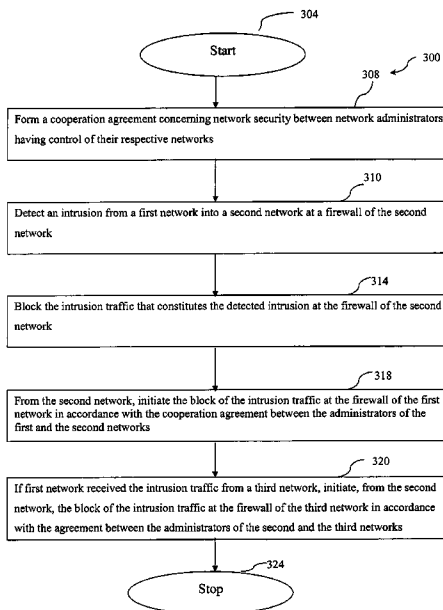 304
Start
300
308
Form a cooperation agreement concerning network security between network administrators
having control of their respective networks
310
Detect an intrusion from a first network into a second network at a firewall of the second
network
314
Block the intrusion traffic that constitutes the detected intrusion at the firewall of the second
network
318
From the second network, initiate the block of the intrusion traffic at the firewall of the first
network in accordance with the cooperation agreement between the administrators of the
first and the second networks
320
If first network received the intrusion traffic from a third network, initiate, from the second
network, the block of the intrusion traffic at the firewall of the third network in accordance
with the agreement between the administrators of the second and the third networks
324
Stop